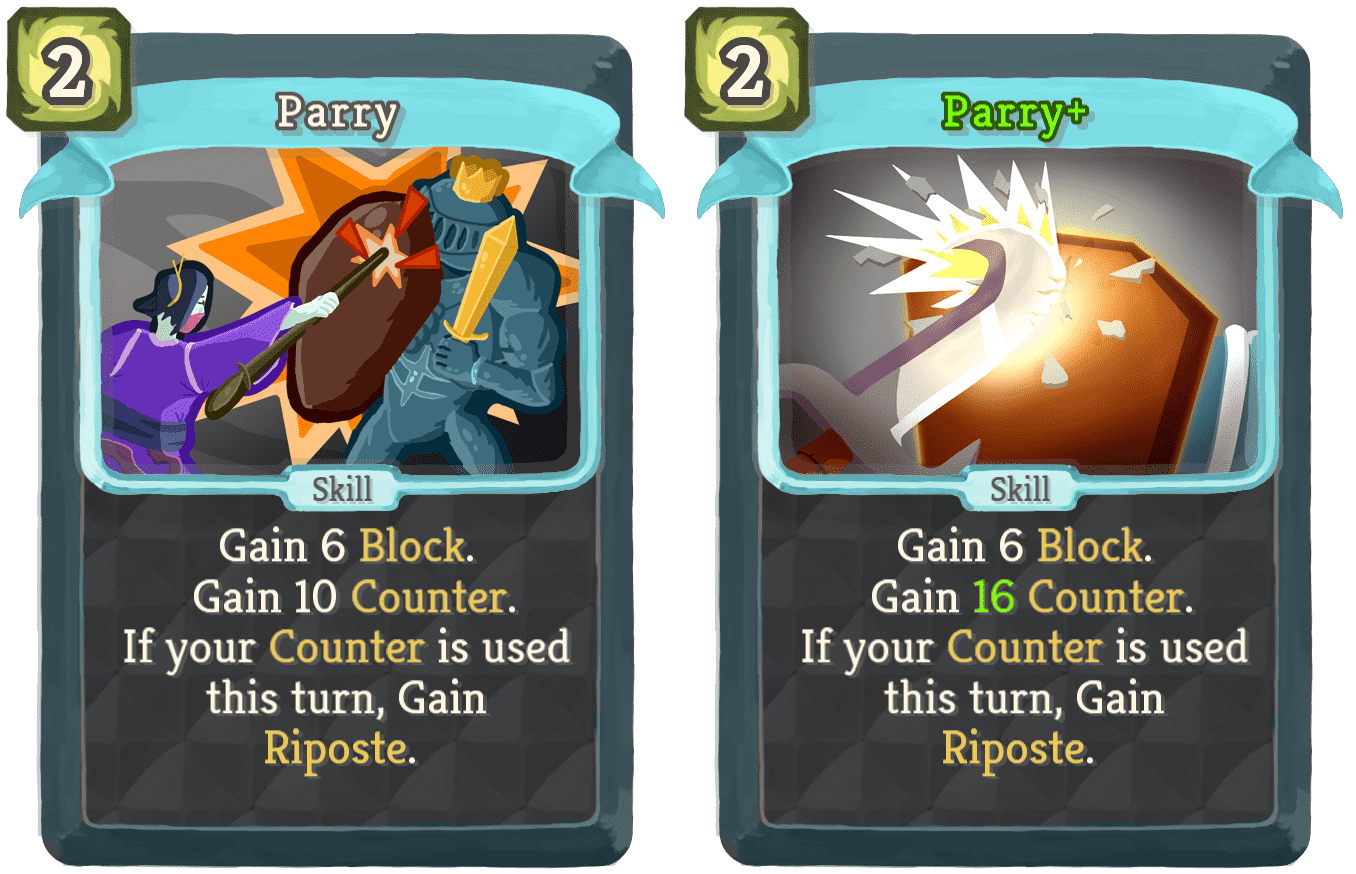 2
Parry
Skill
Gain 6 Block.
Gain 10 Counter.
If your Counter is used
this turn, Gain
Riposte.
2
Parry+
Skill
Gain 6 Block.
Gain 16 Counter.
If your Counter is used
this turn, Gain
Riposte.